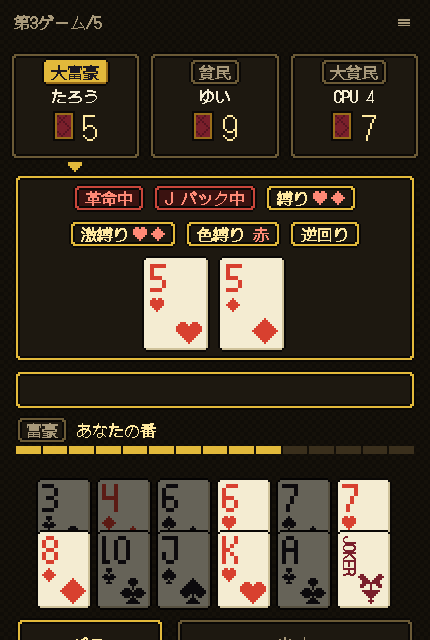 第3ゲーム/5
大富豪 貧民 大貧民
たろう ゆい CPU 4
5 9 7
革命中 Jバック中 縛り♥♦
激縛り♥♦ 色縛り 赤 逆回り
5 5
富豪 あなたの番
3 4 6 6 7 7
8 10 J K A JOKER